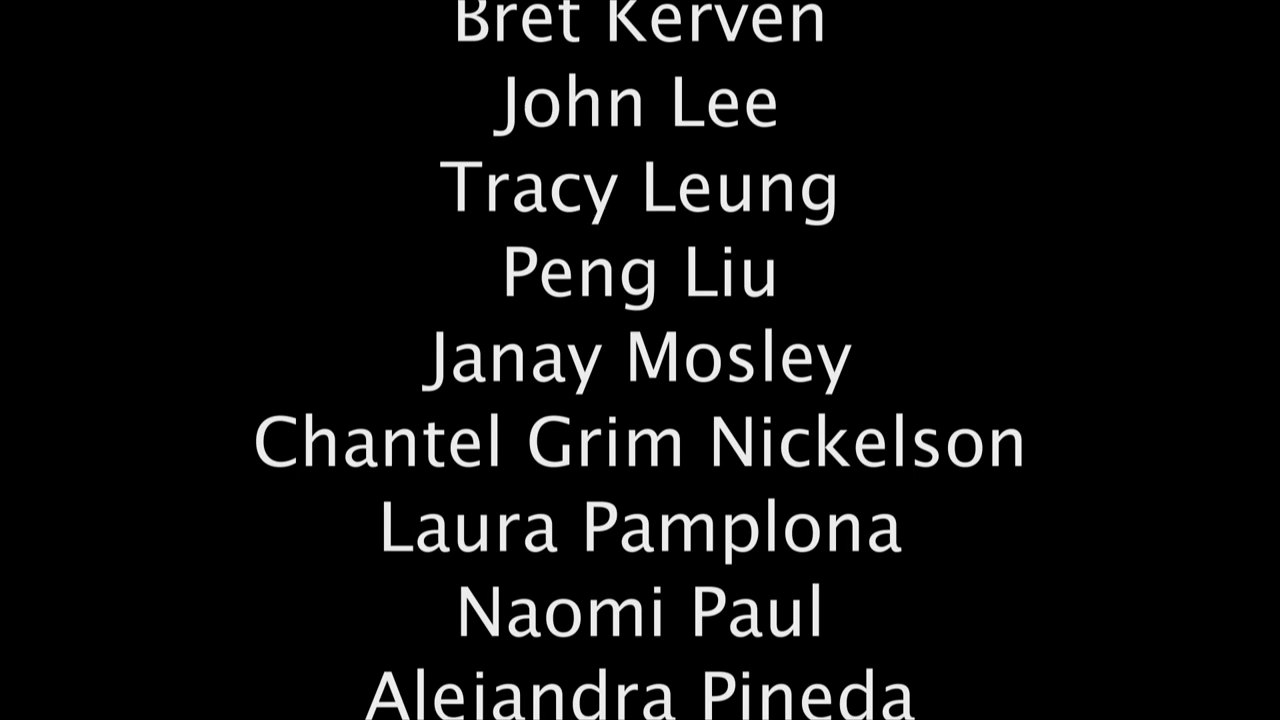 Bret Kerven
John Lee
Tracy Leung
Peng Liu
Janay Mosley
Chantel Grim Nickelson
Laura Pamplona
Naomi Paul
Alejandra Pineda